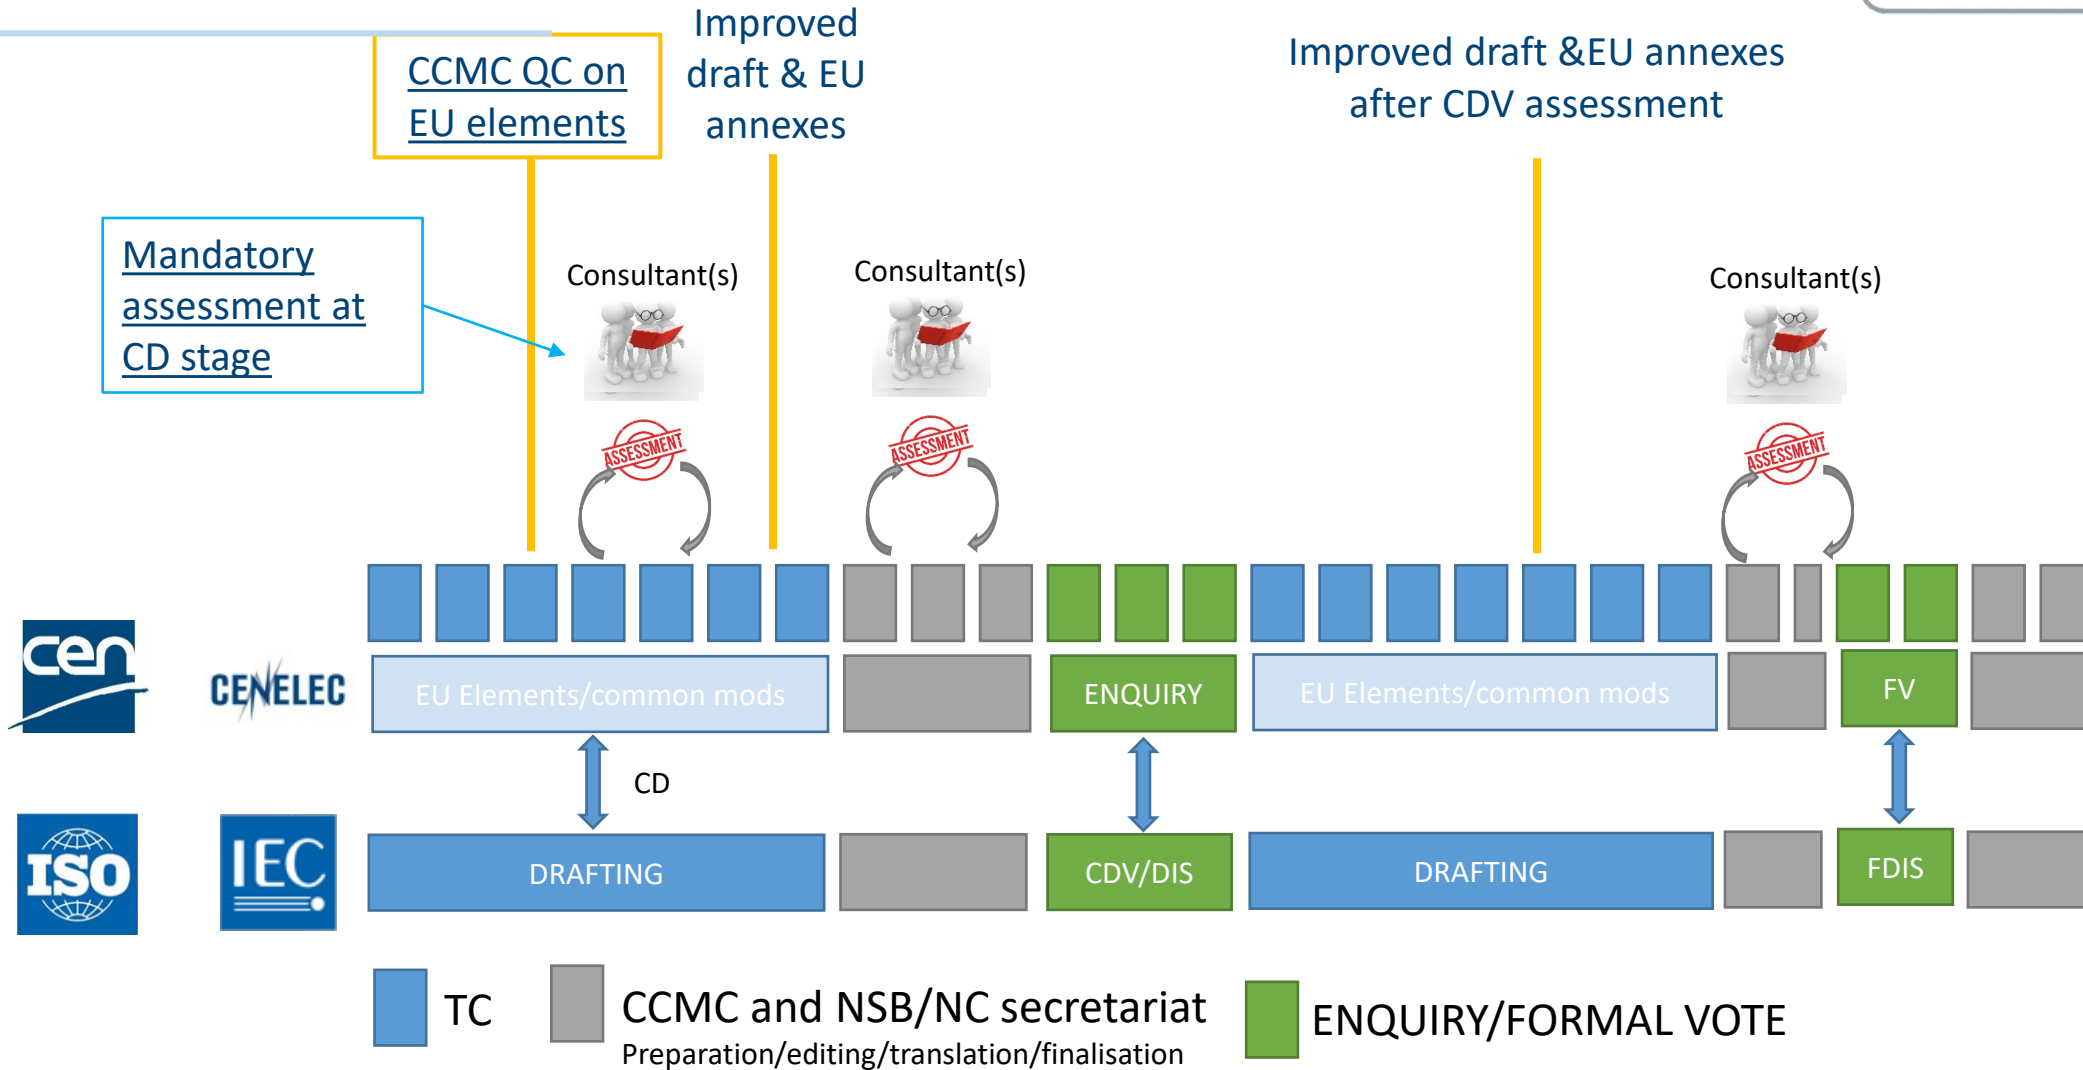 CCMC QC on
EU elements
Improved
draft & EU
annexes
Improved draft &EU annexes
after CDV assessment
Mandatory
assessment at
CD stage
Consultant(s)
Consultant(s)
Consultant(s)
ASSESSMENT
ASSESSMENT
ASSESSMENT
cen
CENELEC
EU Elements/common mods
ENQUIRY
EU Elements/common mods
FV
CD
ISO
IEC
DRAFTING
CDV/DIS
DRAFTING
FDIS
TC
CCMC and NSB/NC secretariat
Preparation/editing/translation/finalisation
ENQUIRY/FORMAL VOTE